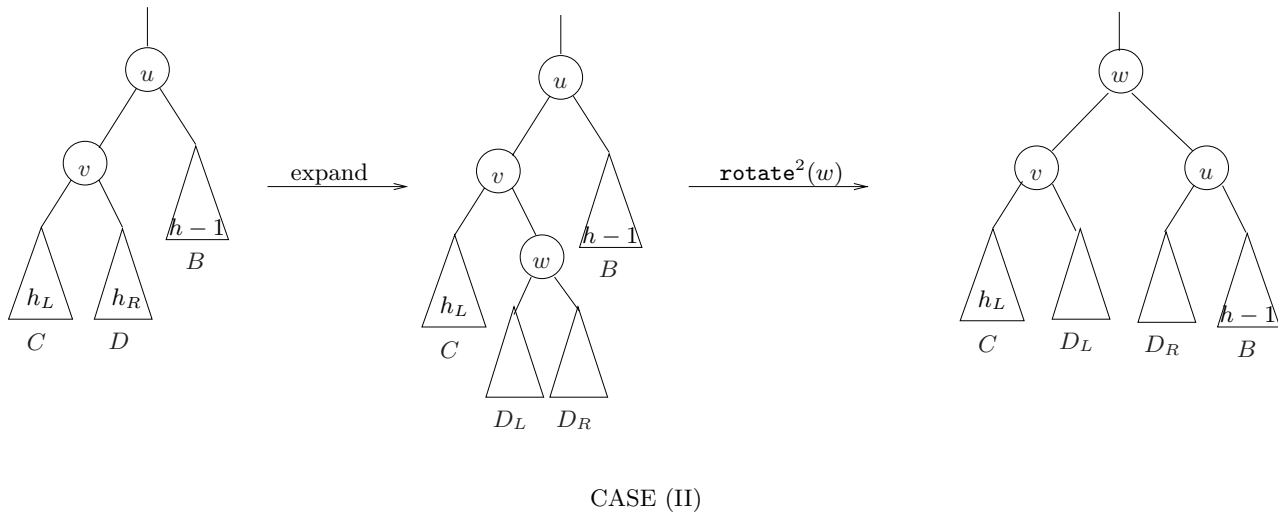 u
v
h − 1
B
h_L
h_R
C
D
expand
u
v
h − 1
w
B
h_L
C
D_L
D_R
rotate²(w)
w
v
u
h_L
h−1
C
D_L
D_R
B
CASE (II)